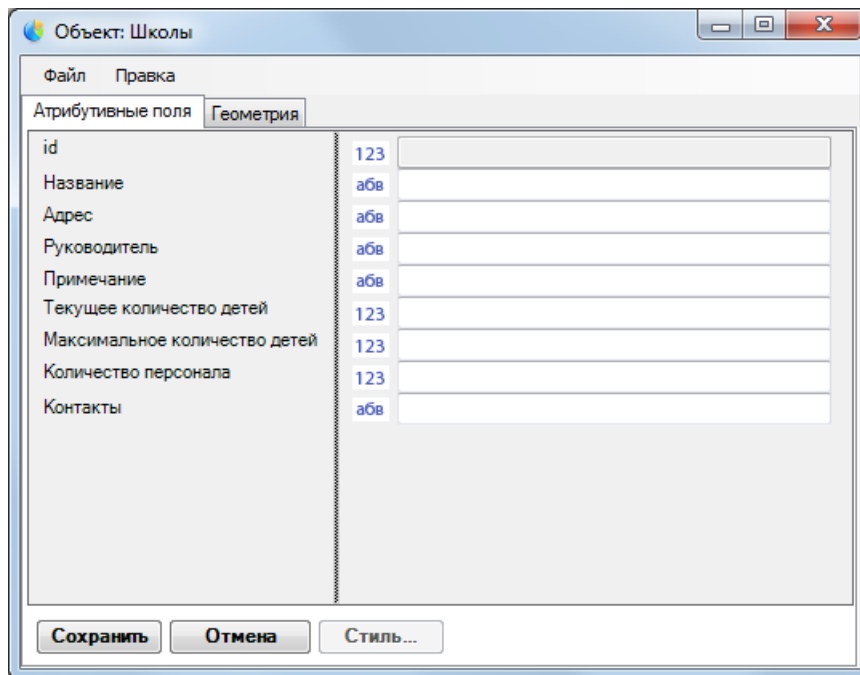 Объект: Школы
Файл Правка
Атрибутивные поля Геометрия
id 123
Название абв
Адрес абв
Руководитель абв
Примечание абв
Текущее количество детей 123
Максимальное количество детей 123
Количество персонала 123
Контакты абв
Сохранить Отмена Стиль...